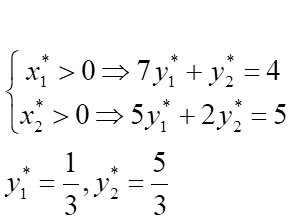 { x₁* > 0 ⇒ 7y₁* + y₂* = 4
x₂* > 0 ⇒ 5y₁* + 2y₂* = 5
y₁* = 1/3, y₂* = 5/3